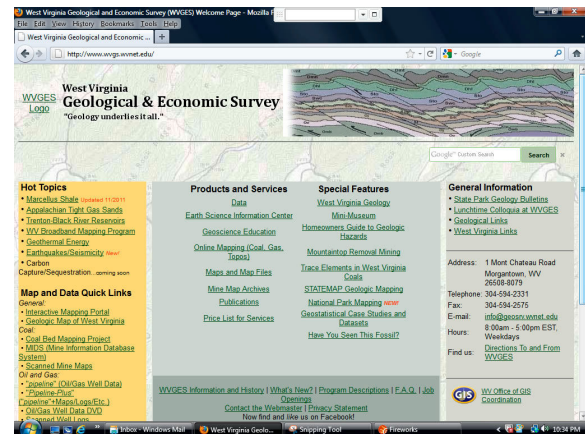 West Virginia Geological and Economic Survey (WVGES) Welcome Page - Mozilla F
File Edit View History Bookmarks Tools Help
West Virginia Geological and Economic ...
http://www.wvgs.wvnet.edu/
Google
WVGES Logo
West Virginia
Geological & Economic Survey
"Geology underlies it all."
Google Custom Search
Search
Hot Topics
• Marcellus Shale Updated 11/2011
• Appalachian Tight Gas Sands
• Trenton-Black River Reservoirs
• WV Broadband Mapping Program
• Geothermal Energy
• Earthquakes/Seismicity New!
• Carbon
Capture/Sequestration...coming soon
Map and Data Quick Links
General:
• Interactive Mapping Portal
• Geologic Map of West Virginia
Coal:
• Coal Bed Mapping Project
• MIDS (Mine Information Database
System)
• Scanned Mine Maps
Oil and Gas:
• "pipeline" (Oil/Gas Well Data)
• "Pipeline-Plus"
("pipeline"+Maps/Logs/Etc.)
• Oil/Gas Well Data DVD
• Scanned Well Logs
Products and Services
Data
Earth Science Information Center
Geoscience Education
Online Mapping (Coal, Gas,
Topos)
Maps and Map Files
Mine Map Archives
Publications
Price List for Services
Special Features
West Virginia Geology
Mini-Museum
Homeowners Guide to Geologic
Hazards
Mountaintop Removal Mining
Trace Elements in West Virginia
Coals
STATEMAP Geologic Mapping
National Park Mapping NEW!
Geostatistical Case Studies and
Datasets
Have You Seen This Fossil?
WVGES Information and History | What's New? | Program Descriptions | F.A.Q. | Job
Openings
Contact the Webmaster | Privacy Statement
Now find and like us on Facebook!
General Information
• State Park Geology Bulletins
• Lunchtime Colloquia at WVGES
• Geological Links
• West Virginia Links
Address: 1 Mont Chateau Road
Morgantown, WV
26508-8079
Telephone: 304-594-2331
Fax: 304-594-2575
E-mail: info@geosrv.wvnet.edu
Hours: 8:00am - 5:00pm EST,
Weekdays
Find us: Directions To and From
WVGES
GIS
WV Office of GIS
Coordination
Inbox - Windows Mail
West Virginia Geolo...
Snipping Tool
Fireworks
10:34 PM